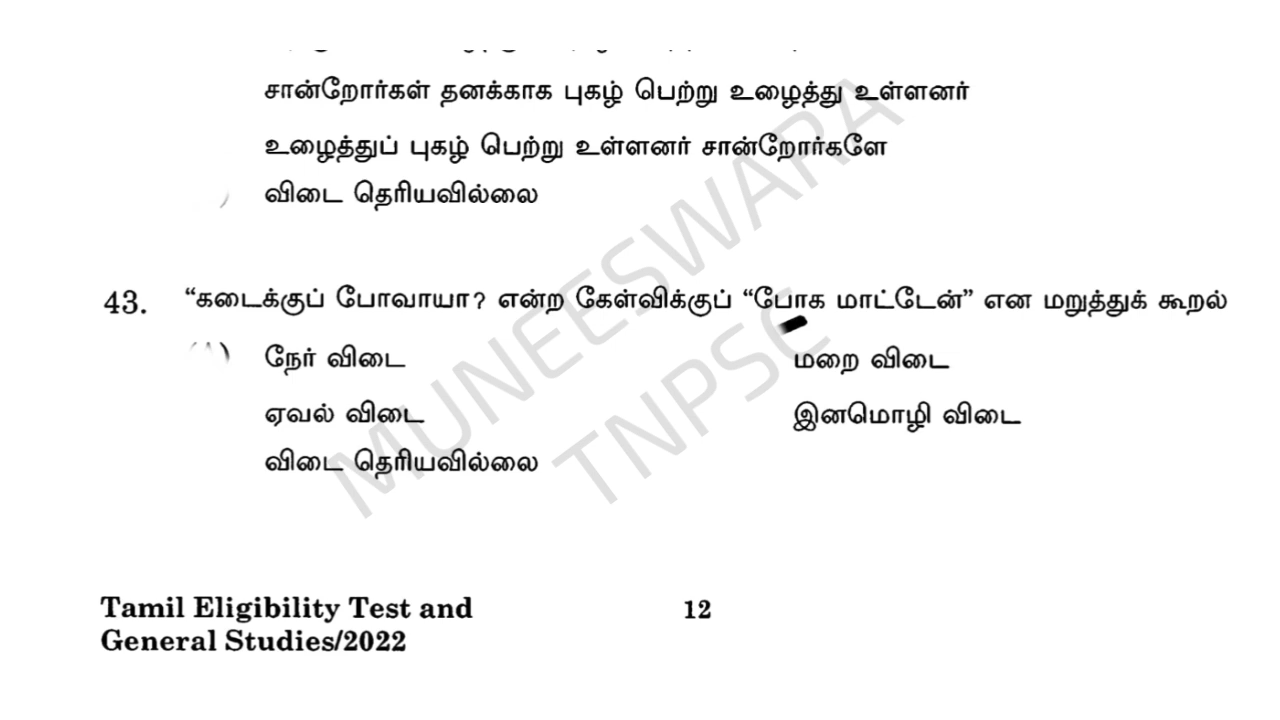 சான்றோர்கள் தனக்காக புகழ் பெற்று உழைத்து உள்ளனர்
உழைத்துப் புகழ் பெற்று உள்ளனர் சான்றோர்களே
விடை தெரியவில்லை
43. “கடைக்குப் போவாயா? என்ற கேள்விக்குப் “போக மாட்டேன்” என மறுத்துக் கூறல்
(A) நேர் விடை மறை விடை
ஏவல் விடை இனமொழி விடை
விடை தெரியவில்லை
MUNEESWARA
TNPSC
Tamil Eligibility Test and 12
General Studies/2022